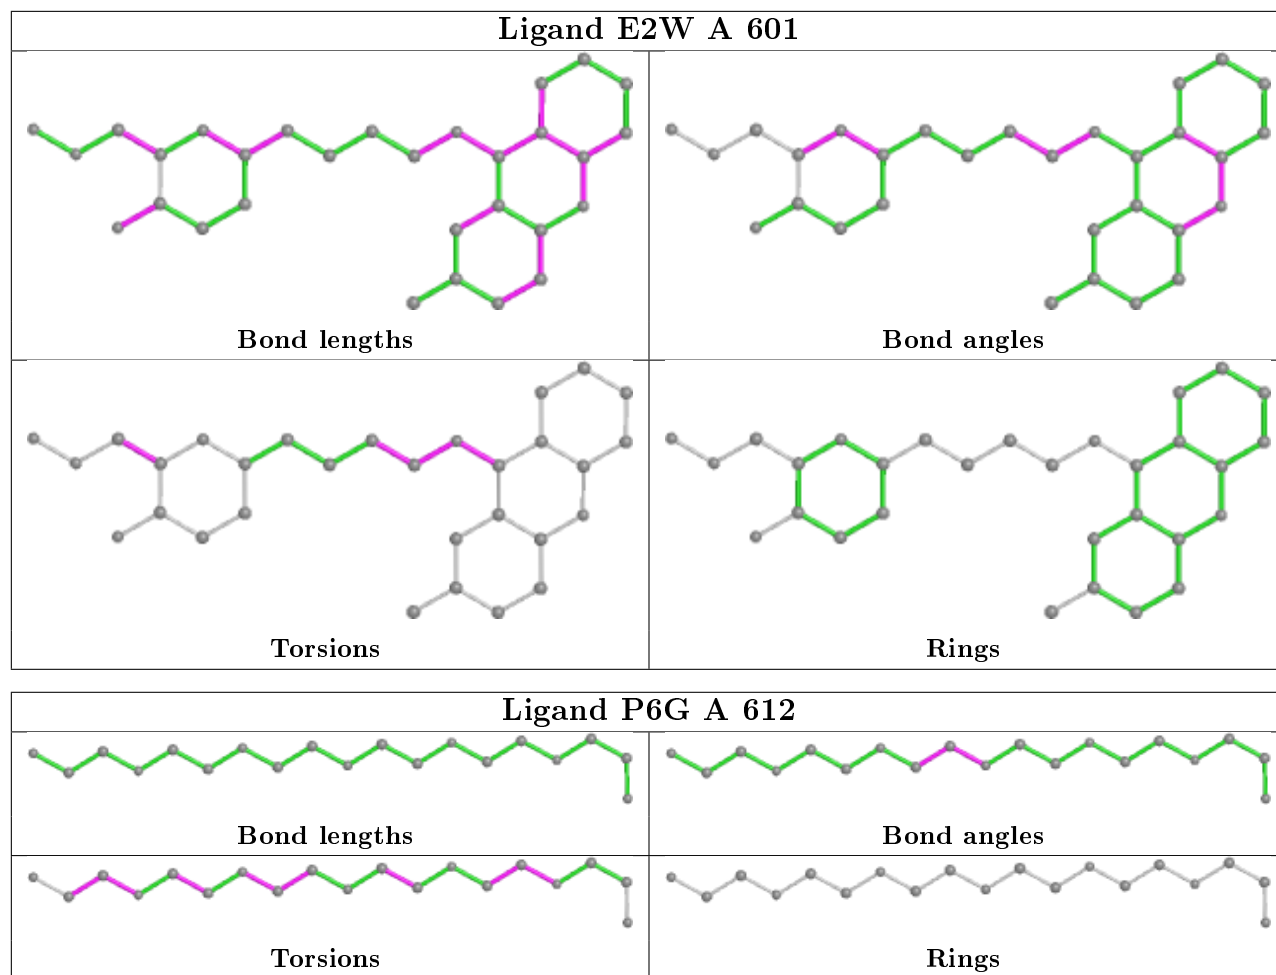 Ligand E2W A 601
Bond lengths
Bond angles
Torsions
Rings
Ligand P6G A 612
Bond lengths
Bond angles
Torsions
Rings